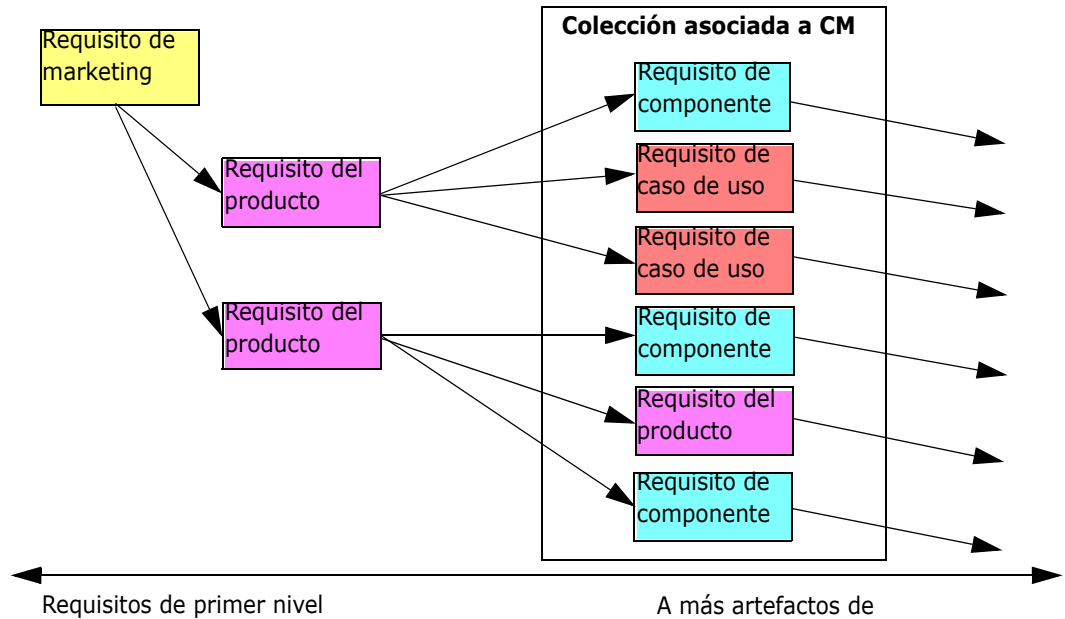 Colección asociada a CM
Requisito de
marketing
Requisito del
producto
Requisito del
producto
Requisito de
componente
Requisito de
caso de uso
Requisito de
caso de uso
Requisito de
componente
Requisito del
producto
Requisito de
componente
Requisitos de primer nivel
A más artefactos de